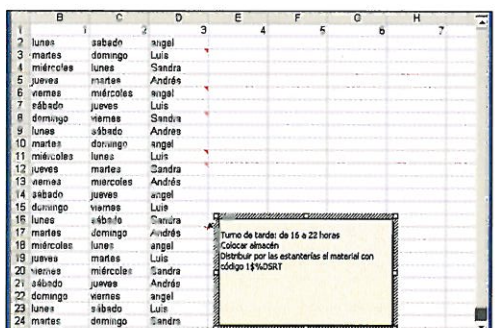 B C D E F G H
1 1 2 3 4 5 6 7
2 lunes sabado angel
3 martes domingo Luis
4 miércoles lunes Sandra
5 jueves martes Andrés
6 viernes miércoles angel
7 sábado jueves Luis
8 domingo viernes Sandra
9 lunes sábado Andres
10 martes domingo angel
11 miércoles lunes Luis
12 jueves martes Sandra
13 viernes miercoles Andrés
14 sabado jueves angel
15 domingo viernes Luis
16 lunes sábado Sandra
17 martes domingo Andrés
18 miércoles lunes angel
19 jueves martes Luis
20 viernes miércoles Sandra
21 sábado jueves Andrés
22 domingo viernes angel
23 lunes sábado Luis
24 martes domingo Sandra
Turno de tarde: de 16 a 22 horas
Colocar almacén
Distribuir por las estanterías el material con
código 1$%DSRT